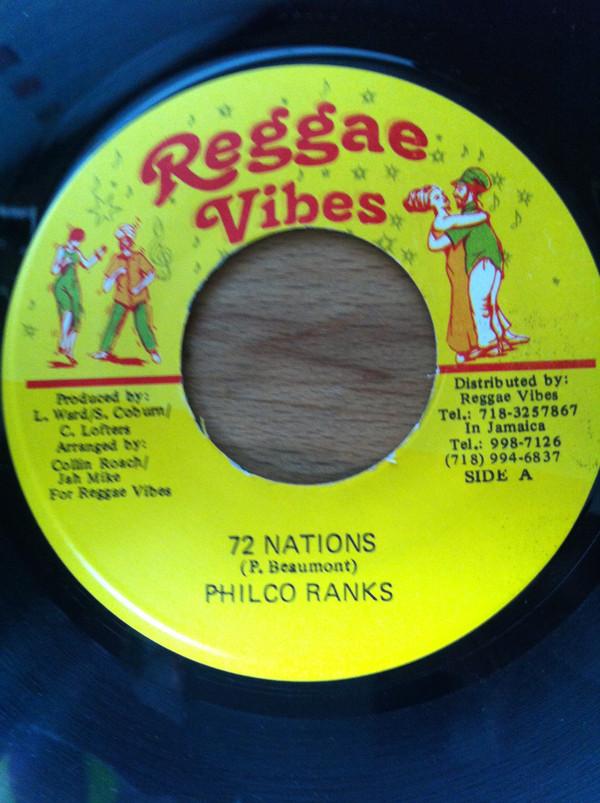 Reggae
Vibes
Produced by:
L. Ward/S. Coburn/
C. Lofters
Arranged by:
Collin Roach/
Jah Mike
For Reggae Vibes
Distributed by:
Reggae Vibes
Tel.: 718-3257867
In Jamaica
Tel.: 998-7126
(718) 994-6837
SIDE A
72 NATIONS
(P. Beaumont)
PHILCO RANKS